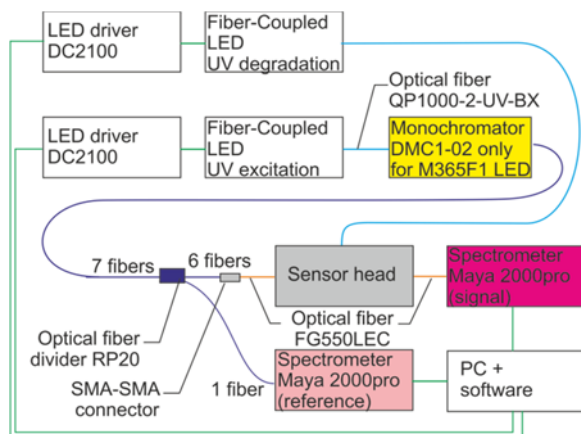 LED driver
DC2100
Fiber-Coupled
LED
UV degradation
Optical fiber
QP1000-2-UV-BX
LED driver
DC2100
Fiber-Coupled
LED
UV excitation
Monochromator
DMC1-02 only
for M365F1 LED
7 fibers
6 fibers
Sensor head
Spectrometer
Maya 2000pro
(signal)
Optical fiber
divider RP20
Optical fiber
FG550LEC
SMA-SMA
connector
1 fiber
Spectrometer
Maya 2000pro
(reference)
PC +
software